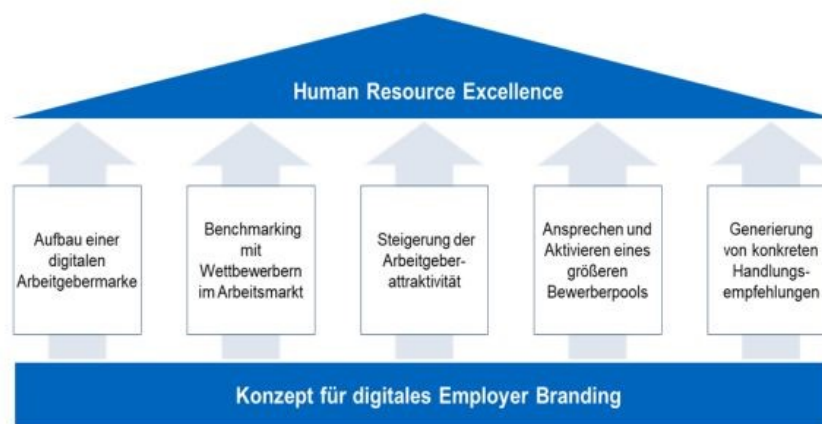 Human Resource Excellence
Aufbau einer
digitalen
Arbeitgebermarke
Benchmarking
mit
Wettbewerbern
im Arbeitsmarkt
Steigerung der
Arbeitgeber-
attraktivität
Ansprechen und
Aktivieren eines
größeren
Bewerberpools
Generierung
von konkreten
Handlungs-
empfehlungen
Konzept für digitales Employer Branding